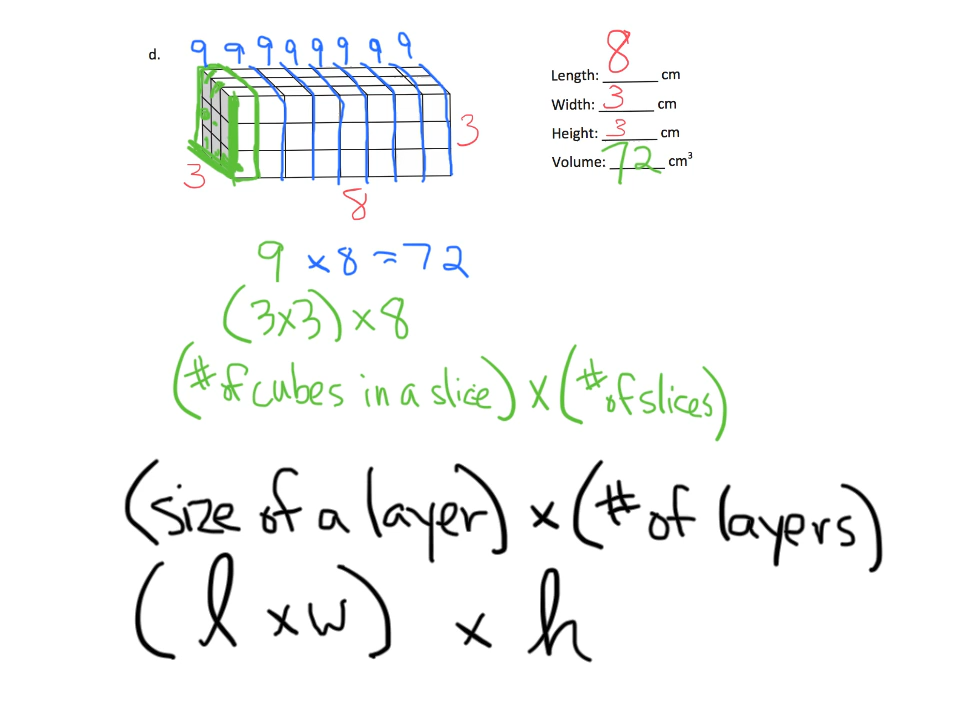 9 9 9 9 9 9 9 9
d.
3
3
8
Length: 8 cm
Width: 3 cm
Height: 3 cm
Volume: 72 cm³
9 × 8 = 72
(3×3) × 8
(# of cubes in a slice) × (# of slices)
(size of a layer) × (# of layers)
(l × w) × h